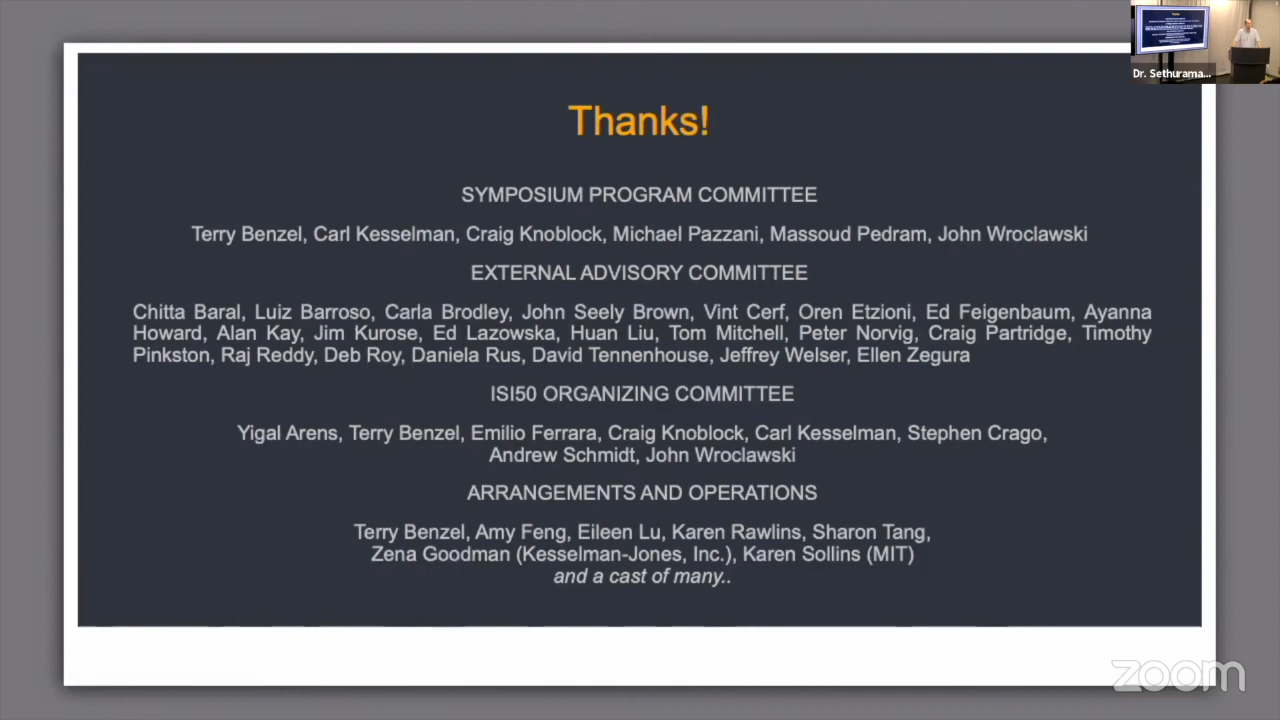 Thanks!
SYMPOSIUM PROGRAM COMMITTEE
Terry Benzel, Carl Kesselman, Craig Knoblock, Michael Pazzani, Massoud Pedram, John Wroclawski
EXTERNAL ADVISORY COMMITTEE
Chitta Baral, Luiz Barroso, Carla Brodley, John Seely Brown, Vint Cerf, Oren Etzioni, Ed Feigenbaum, Ayanna
Howard, Alan Kay, Jim Kurose, Ed Lazowska, Huan Liu, Tom Mitchell, Peter Norvig, Craig Partridge, Timothy
Pinkston, Raj Reddy, Deb Roy, Daniela Rus, David Tennenhouse, Jeffrey Welser, Ellen Zegura
ISI50 ORGANIZING COMMITTEE
Yigal Arens, Terry Benzel, Emilio Ferrara, Craig Knoblock, Carl Kesselman, Stephen Crago,
Andrew Schmidt, John Wroclawski
ARRANGEMENTS AND OPERATIONS
Terry Benzel, Amy Feng, Eileen Lu, Karen Rawlins, Sharon Tang,
Zena Goodman (Kesselman-Jones, Inc.), Karen Sollins (MIT)
and a cast of many..
Dr. Sethurama...
zoom